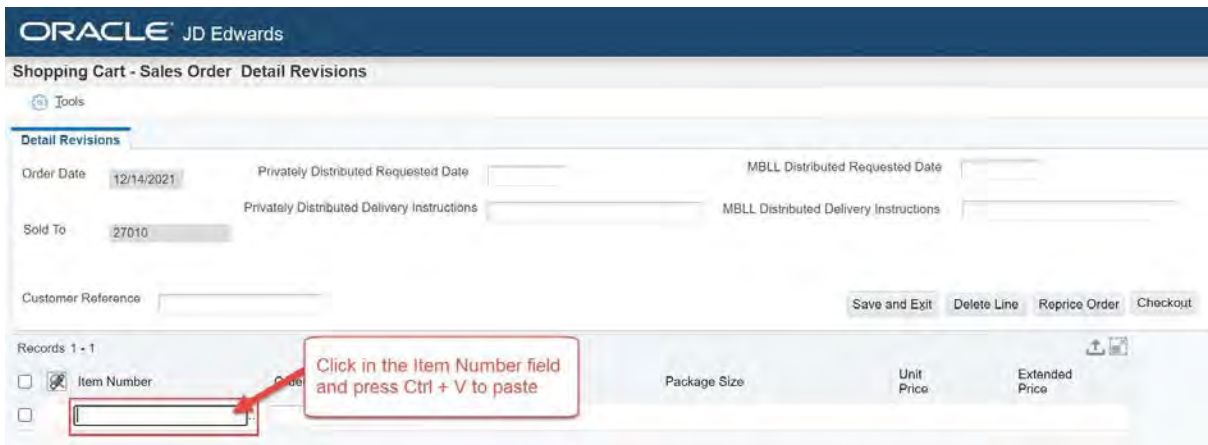 ORACLE JD Edwards
Shopping Cart - Sales Order Detail Revisions
Tools
Detail Revisions
Order Date 12/14/2021 Privately Distributed Requested Date MBLL Distributed Requested Date
Privately Distributed Delivery Instructions MBLL Distributed Delivery Instructions
Sold To 27010
Customer Reference Save and Exit Delete Line Reprice Order Checkout
Records 1 - 1
Click in the Item Number field
and press Ctrl + V to paste
Item Number Package Size Unit Price Extended Price